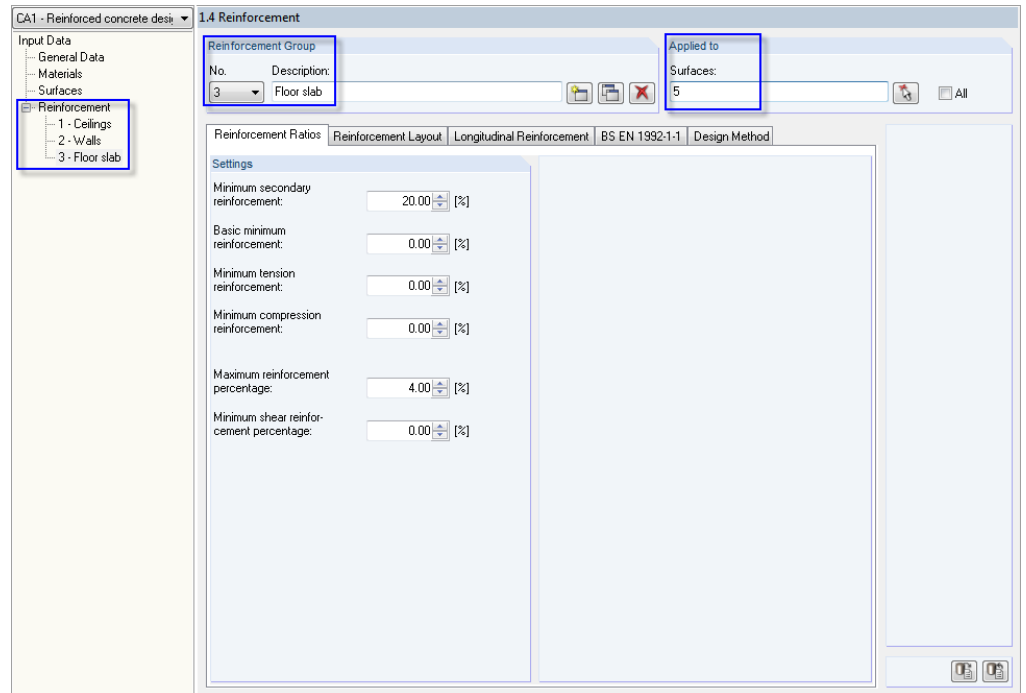 CA1 - Reinforced concrete desi
1.4 Reinforcement
Input Data
General Data
Materials
Surfaces
Reinforcement
1 - Ceilings
2 - Walls
3 - Floor slab
Reinforcement Group
No. Description:
3 Floor slab
Applied to
Surfaces:
5
All
Reinforcement Ratios Reinforcement Layout Longitudinal Reinforcement BS EN 1992-1-1 Design Method
Settings
Minimum secondary
reinforcement: 20.00 [%]
Basic minimum
reinforcement: 0.00 [%]
Minimum tension
reinforcement: 0.00 [%]
Minimum compression
reinforcement: 0.00 [%]
Maximum reinforcement
percentage: 4.00 [%]
Minimum shear reinfor-
cement percentage: 0.00 [%]